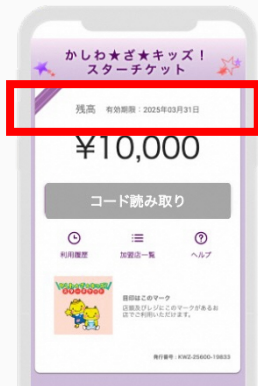 かしわ★ざ★キッズ！
スターチケット
残高 有効期限：2025年03月31日
¥10,000
コード読み取り
利用履歴 加盟店一覧 ヘルプ
目印はこのマーク
店頭及びレジにこのマークがあるお
店でご利用いただけます。
発行番号：KWZ-25600-19833